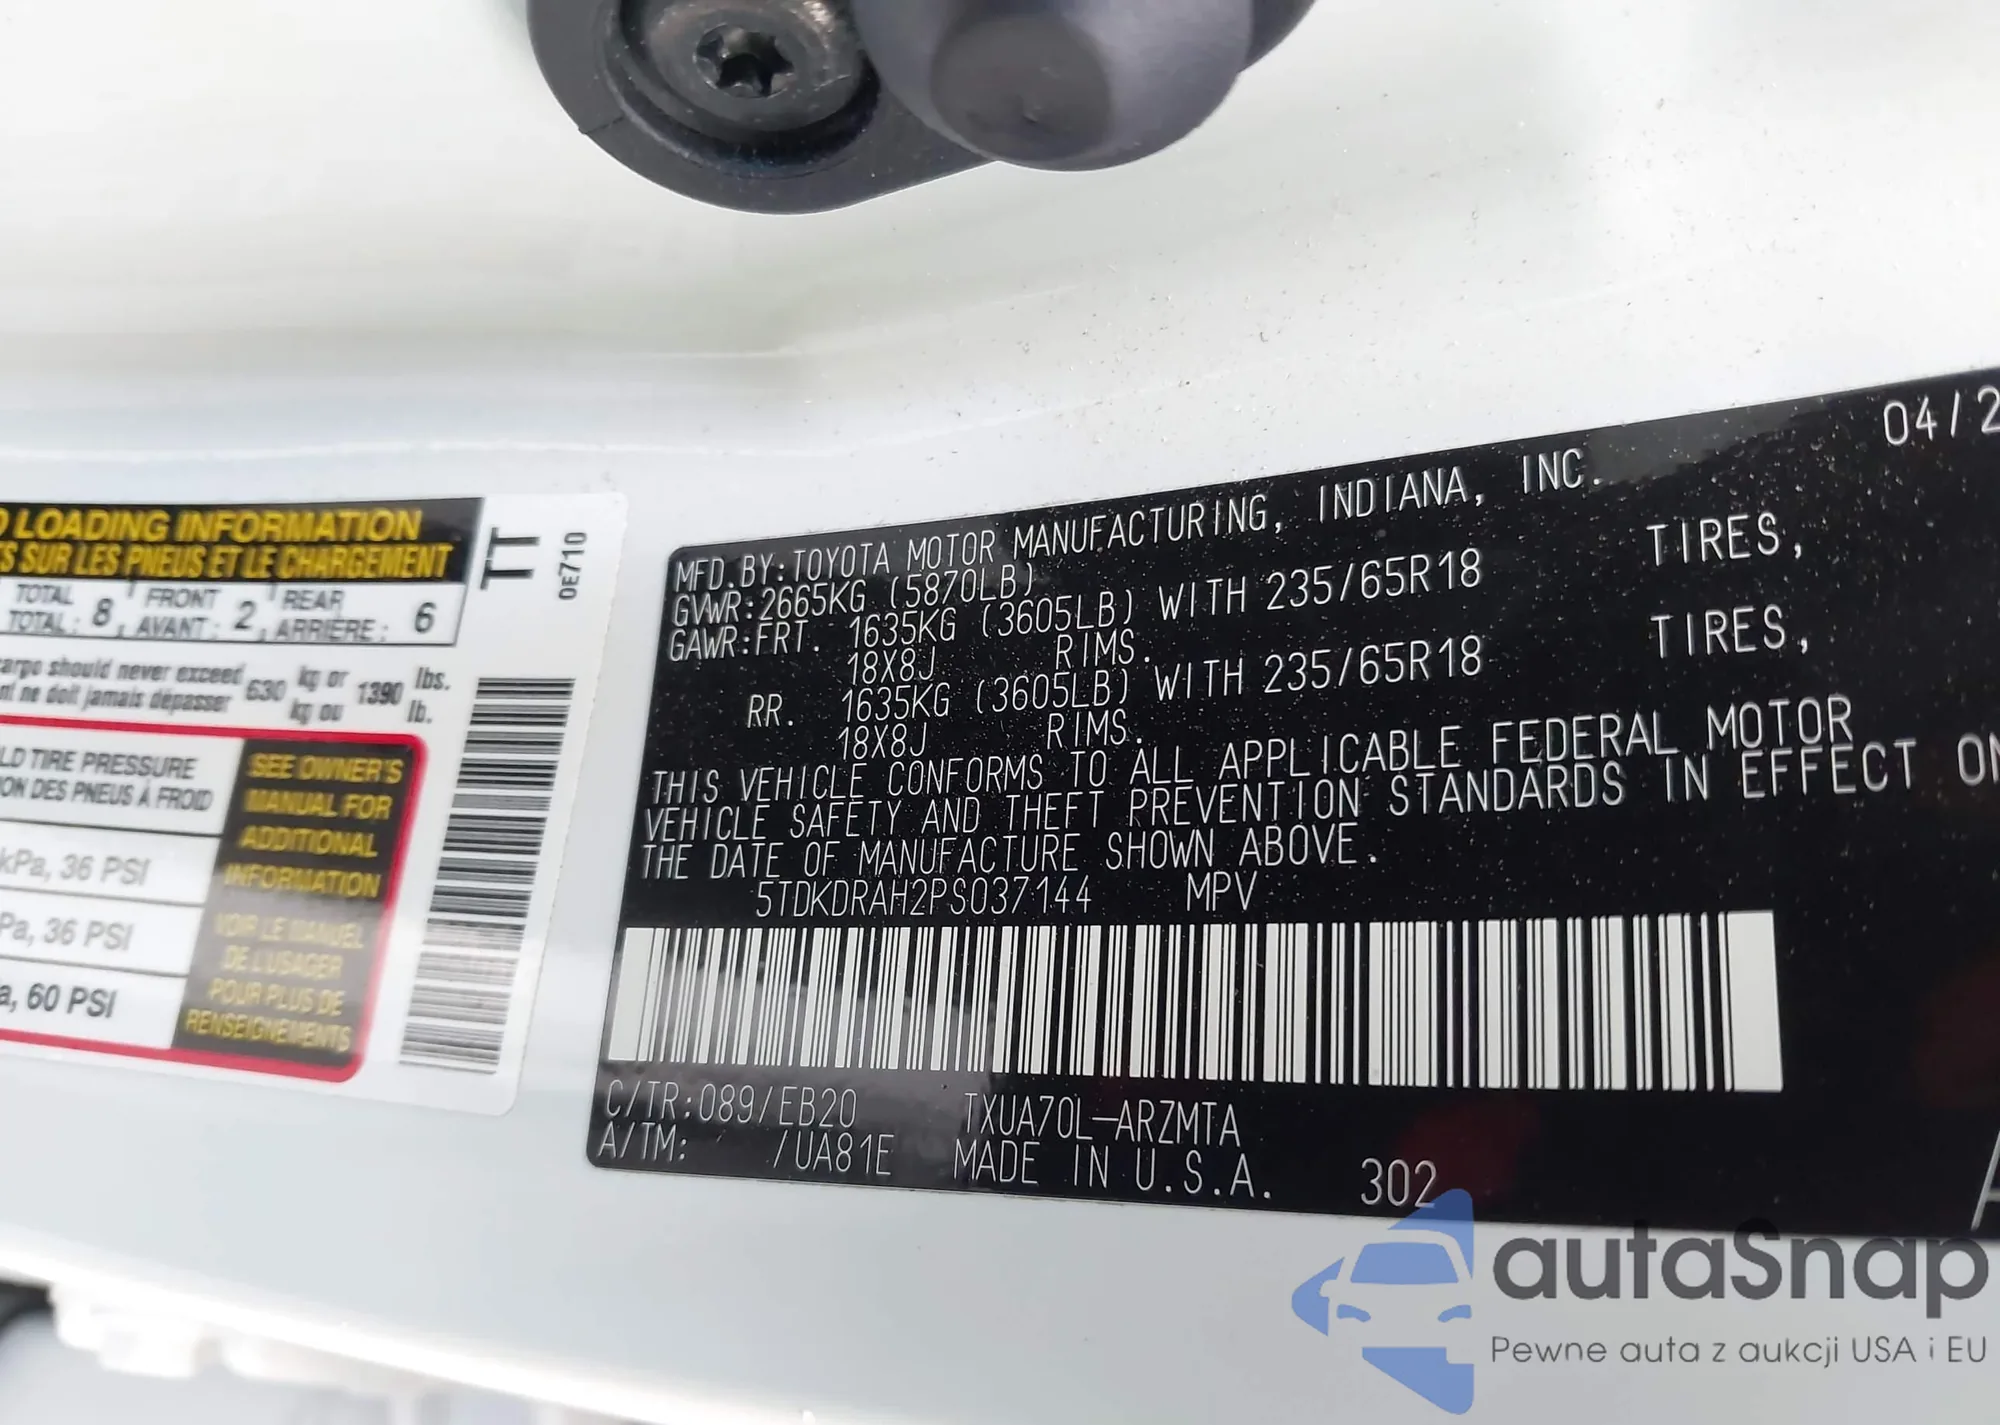 LOADING INFORMATION
SUR LES PNEUS ET LE CHARGEMENT
TOTAL 8 FRONT 2 REAR 6
TOTAL: AVANT: ARRIÈRE:
cargo should never exceed 630 kg or 1390 lbs.
ne doit jamais dépasser kg ou lb.
TIRE PRESSURE
DES PNEUS À FROID
kPa, 36 PSI
Pa, 36 PSI
a, 60 PSI
SEE OWNER'S
MANUAL FOR
ADDITIONAL
INFORMATION
VOIR LE MANUEL
DE L'USAGER
POUR PLUS DE
RENSEIGNEMENTS
TT
0E710
04/2
MFD.BY:TOYOTA MOTOR MANUFACTURING, INDIANA, INC.
GVWR:2665KG (5870LB)
GAWR:FRT. 1635KG (3605LB) WITH 235/65R18 TIRES,
18X8J RIMS.
RR. 1635KG (3605LB) WITH 235/65R18 TIRES,
18X8J RIMS.
THIS VEHICLE CONFORMS TO ALL APPLICABLE FEDERAL MOTOR
VEHICLE SAFETY AND THEFT PREVENTION STANDARDS IN EFFECT ON
THE DATE OF MANUFACTURE SHOWN ABOVE.
5TDKDRAH2PS037144 MPV
C/TR:089/EB20 TXUA70L-ARZMTA
A/TM: /UA81E MADE IN U.S.A. 302
autaSnap
Pewne auta z aukcji USA i EU